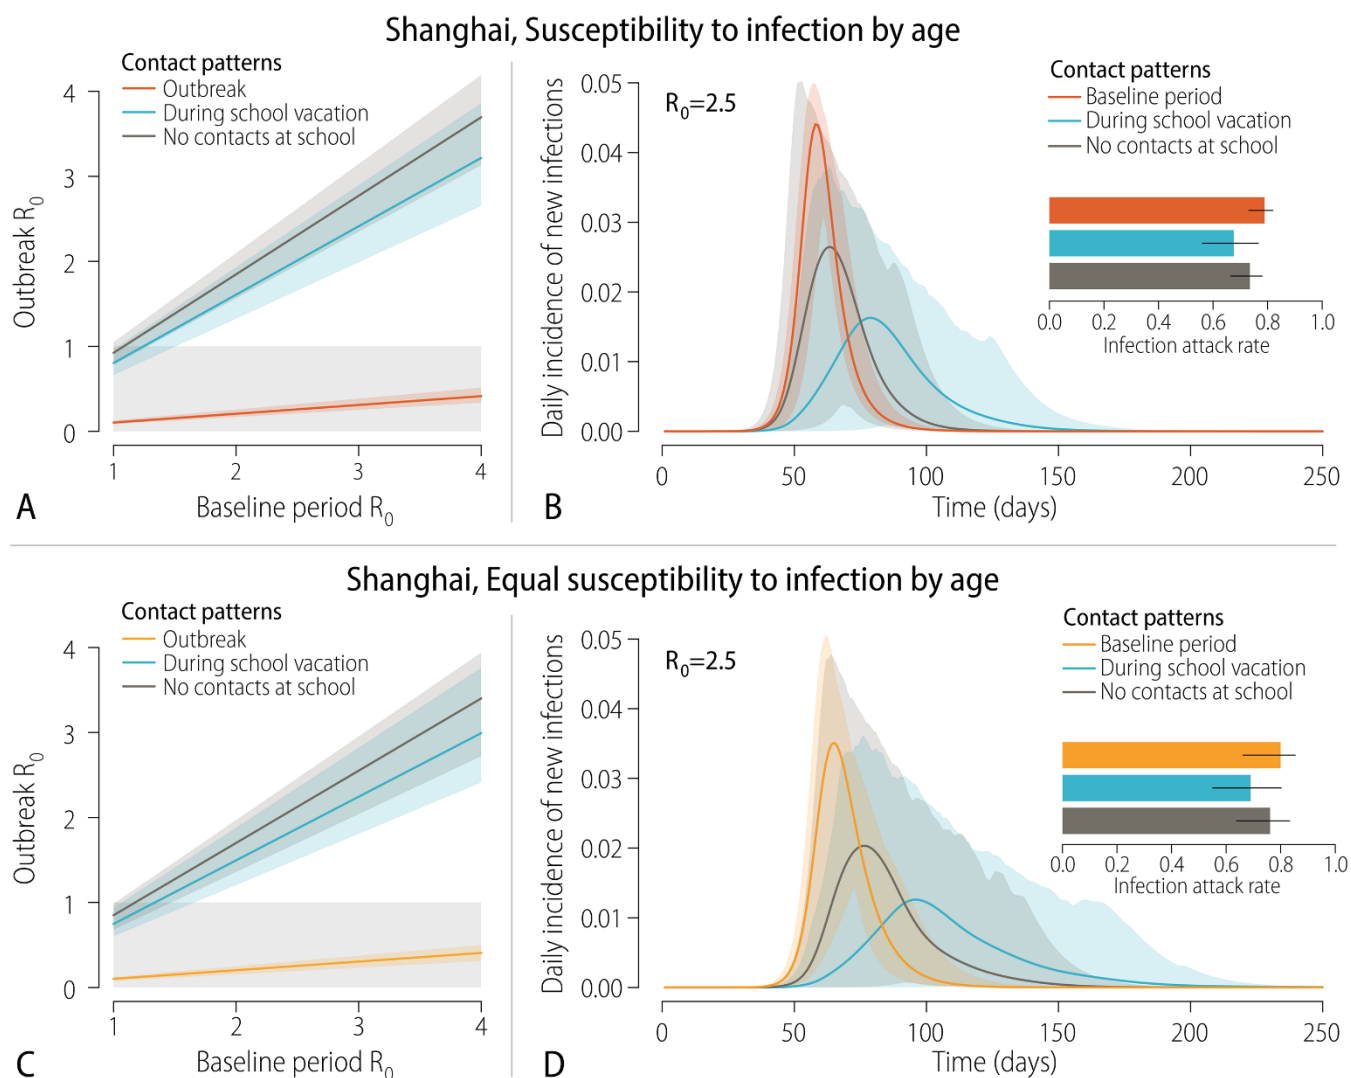 Shanghai, Susceptibility to infection by age
Contact patterns
Outbreak
During school vacation
No contacts at school
Outbreak R0
4
3
2
1
0
1 2 3 4
Baseline period R0
A
R0=2.5
Daily incidence of new infections
0.05
0.04
0.03
0.02
0.01
0.00
0 50 100 150 200 250
Time (days)
B
Contact patterns
Baseline period
During school vacation
No contacts at school
0.0 0.2 0.4 0.6 0.8 1.0
Infection attack rate
Shanghai, Equal susceptibility to infection by age
Contact patterns
Outbreak
During school vacation
No contacts at school
Outbreak R0
4
3
2
1
0
1 2 3 4
Baseline period R0
C
R0=2.5
Daily incidence of new infections
0.05
0.04
0.03
0.02
0.01
0.00
0 50 100 150 200 250
Time (days)
D
Contact patterns
Baseline period
During school vacation
No contacts at school
0.0 0.2 0.4 0.6 0.8 1.0
Infection attack rate